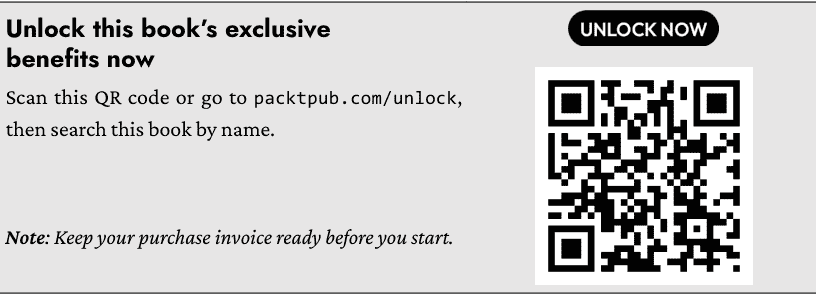 Unlock this book’s exclusive
benefits now
UNLOCK NOW
Scan this QR code or go to packtpub.com/unlock,
then search this book by name.
Note: Keep your purchase invoice ready before you start.